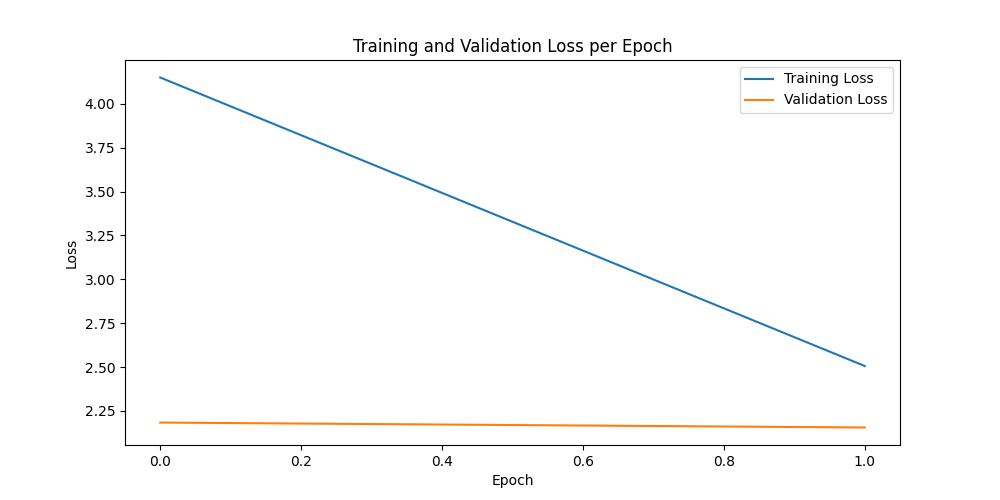 Training and Validation Loss per Epoch
Training Loss
Validation Loss
4.00
3.75
3.50
3.25
3.00
2.75
2.50
2.25
Loss
0.0 0.2 0.4 0.6 0.8 1.0
Epoch